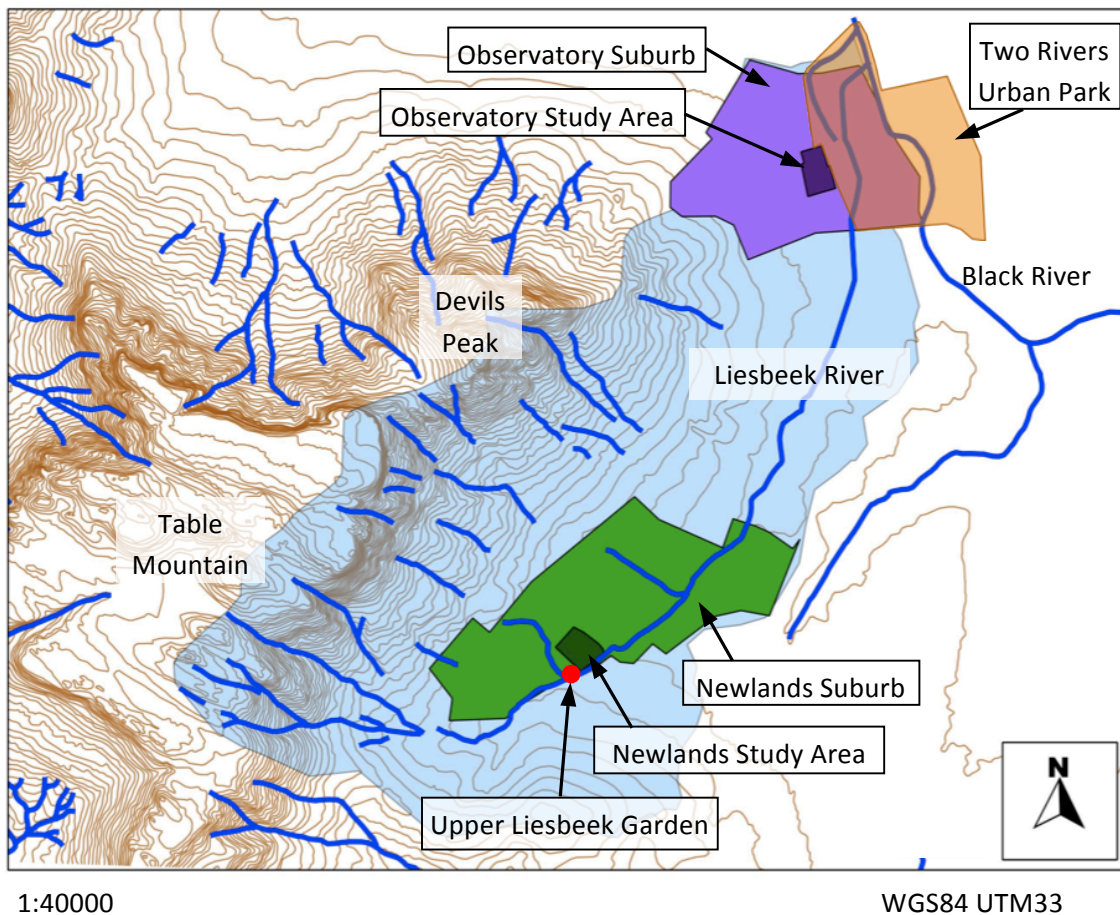 Observatory Suburb
Two Rivers
Urban Park
Observatory Study Area
Black River
Devils
Peak
Liesbeek River
Table
Mountain
Newlands Suburb
Newlands Study Area
N
Upper Liesbeek Garden
1:40000
WGS84 UTM33